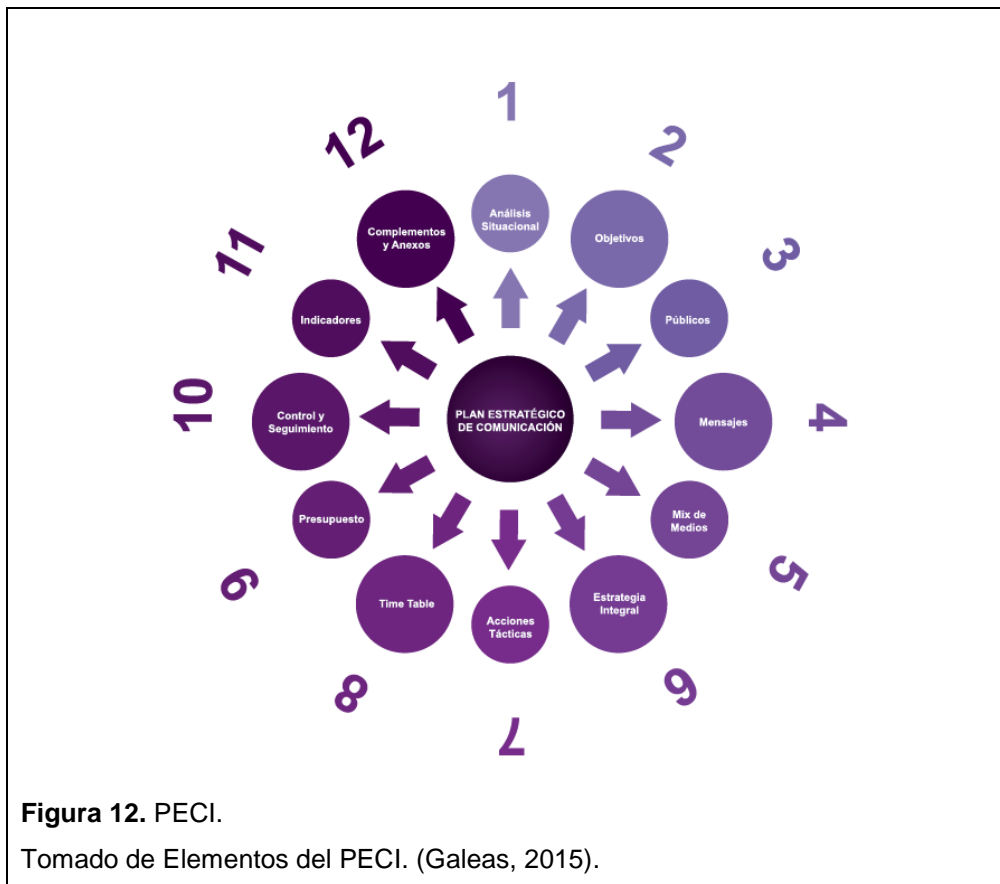 1
Análisis
Situacional
2
Objetivos
3
Públicos
4
Mensajes
5
Mix de
Medios
6
Estrategia
Integral
7
Acciones
Tácticas
8
Time Table
9
Presupuesto
10
Control y
Seguimiento
11
Indicadores
12
Complementos
y Anexos
PLAN ESTRATÉGICO
DE COMUNICACIÓN
Figura 12. PECI.
Tomado de Elementos del PECI. (Galeas, 2015).